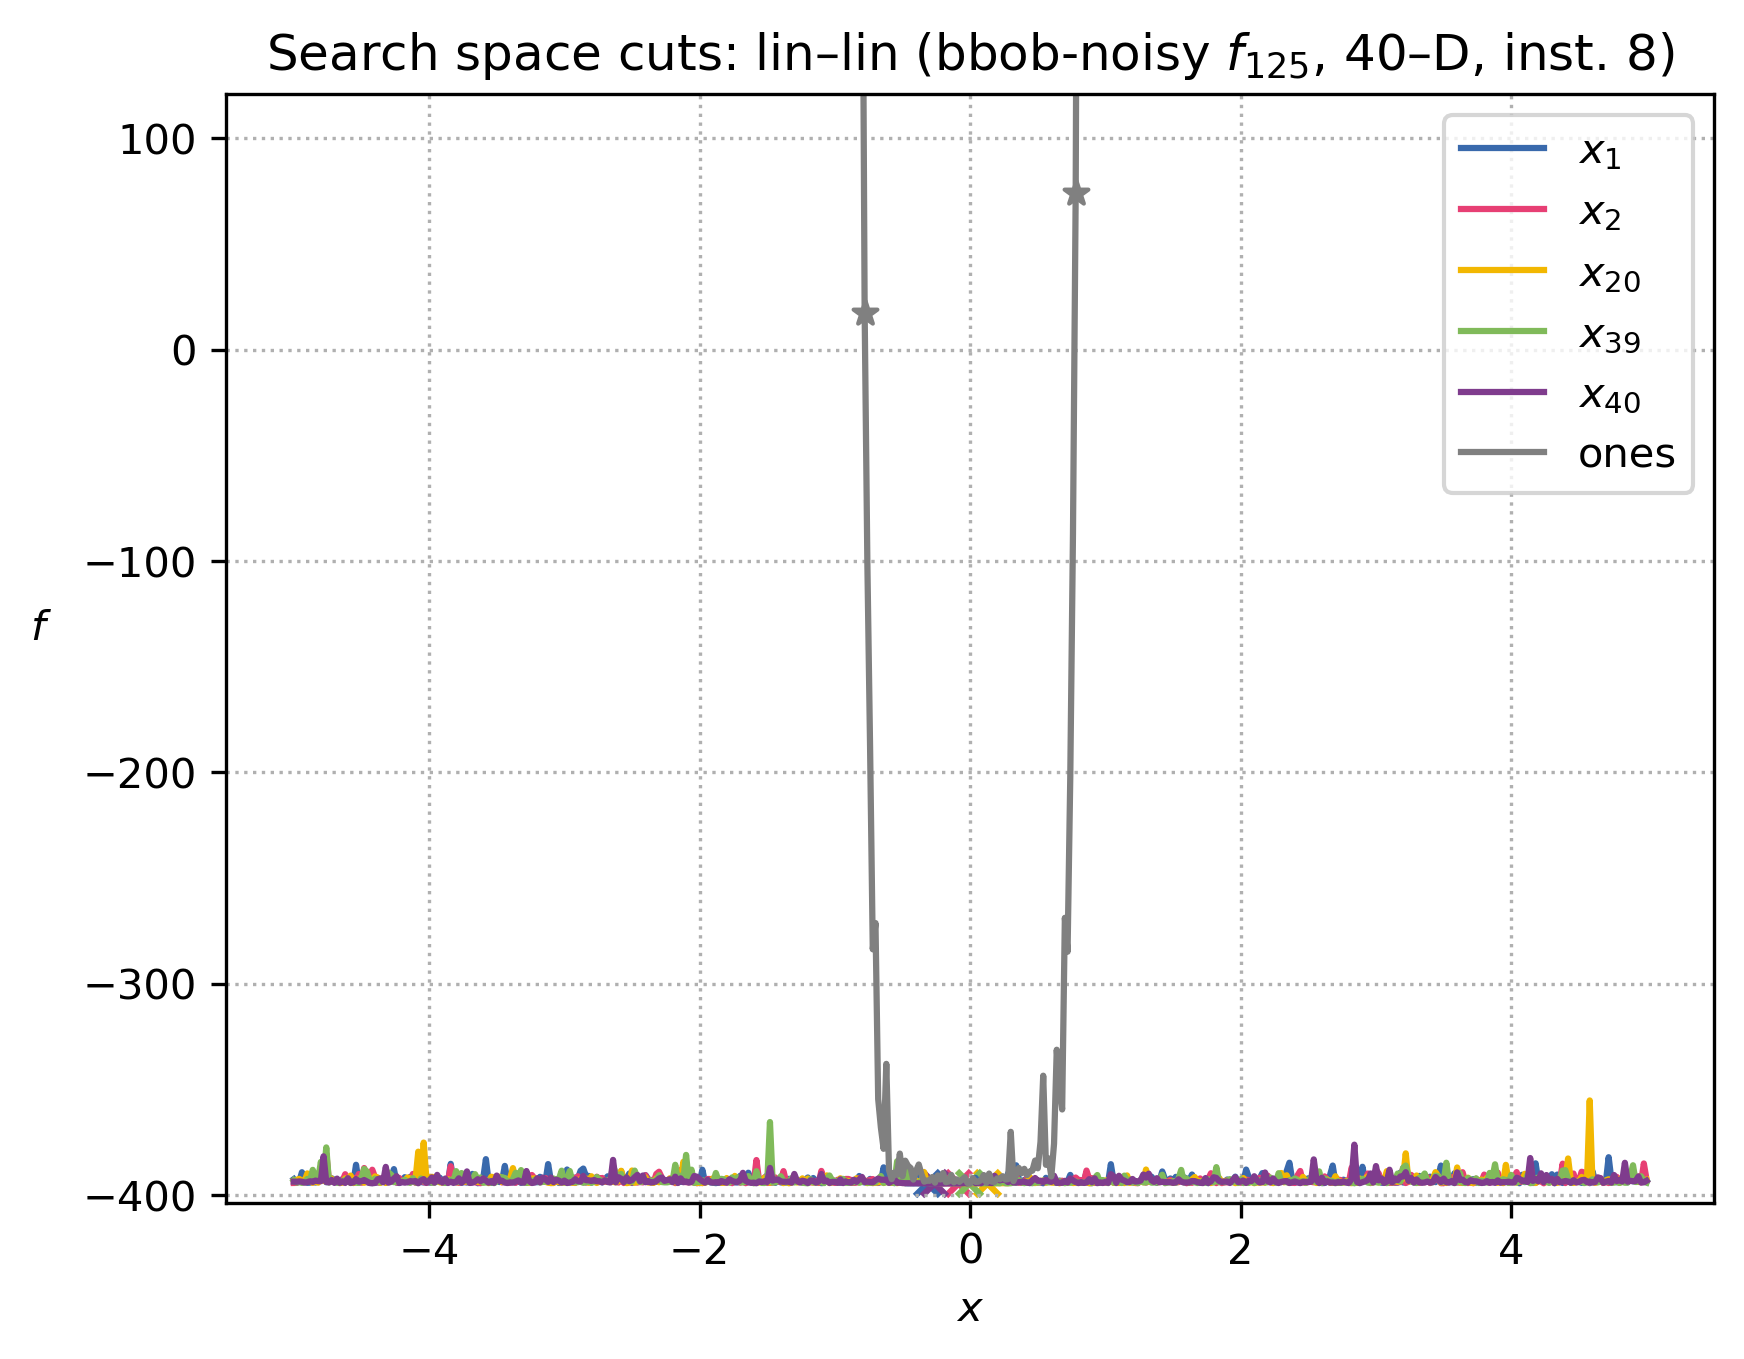 Search space cuts: lin–lin (bbob-noisy f125, 40–D, inst. 8)
100
0
−100
−200
−300
−400
f
−4
−2
0
2
4
x
x1
x2
x20
x39
x40
ones